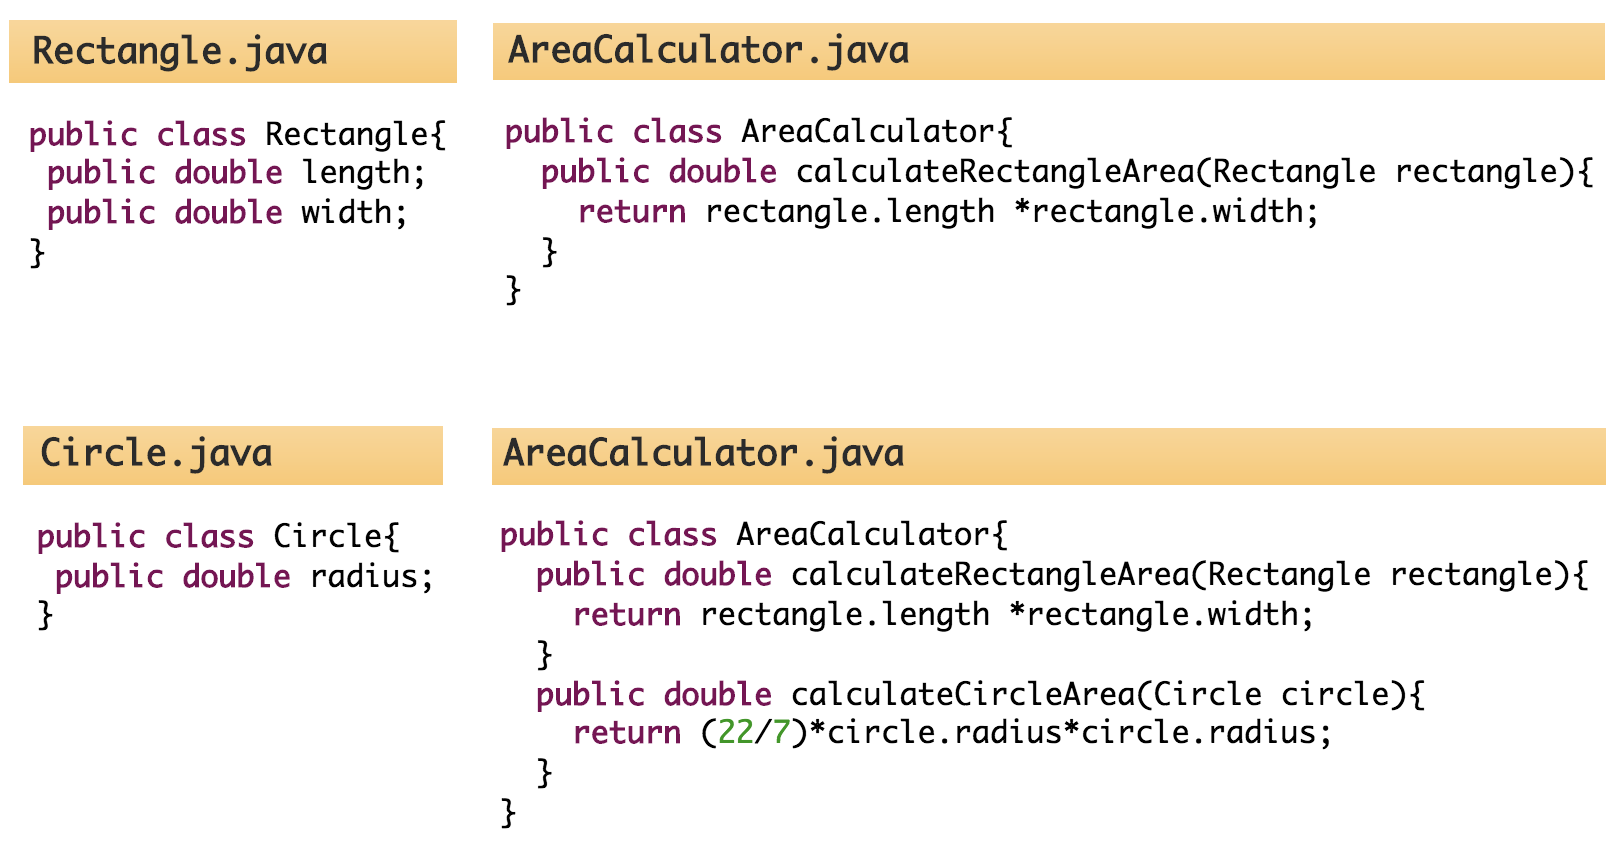 Rectangle.java
public class Rectangle{
public double length;
public double width;
}
AreaCalculator.java
public class AreaCalculator{
public double calculateRectangleArea(Rectangle rectangle){
return rectangle.length *rectangle.width;
}
}
Circle.java
public class Circle{
public double radius;
}
AreaCalculator.java
public class AreaCalculator{
public double calculateRectangleArea(Rectangle rectangle){
return rectangle.length *rectangle.width;
}
public double calculateCircleArea(Circle circle){
return (22/7)*circle.radius*circle.radius;
}
}